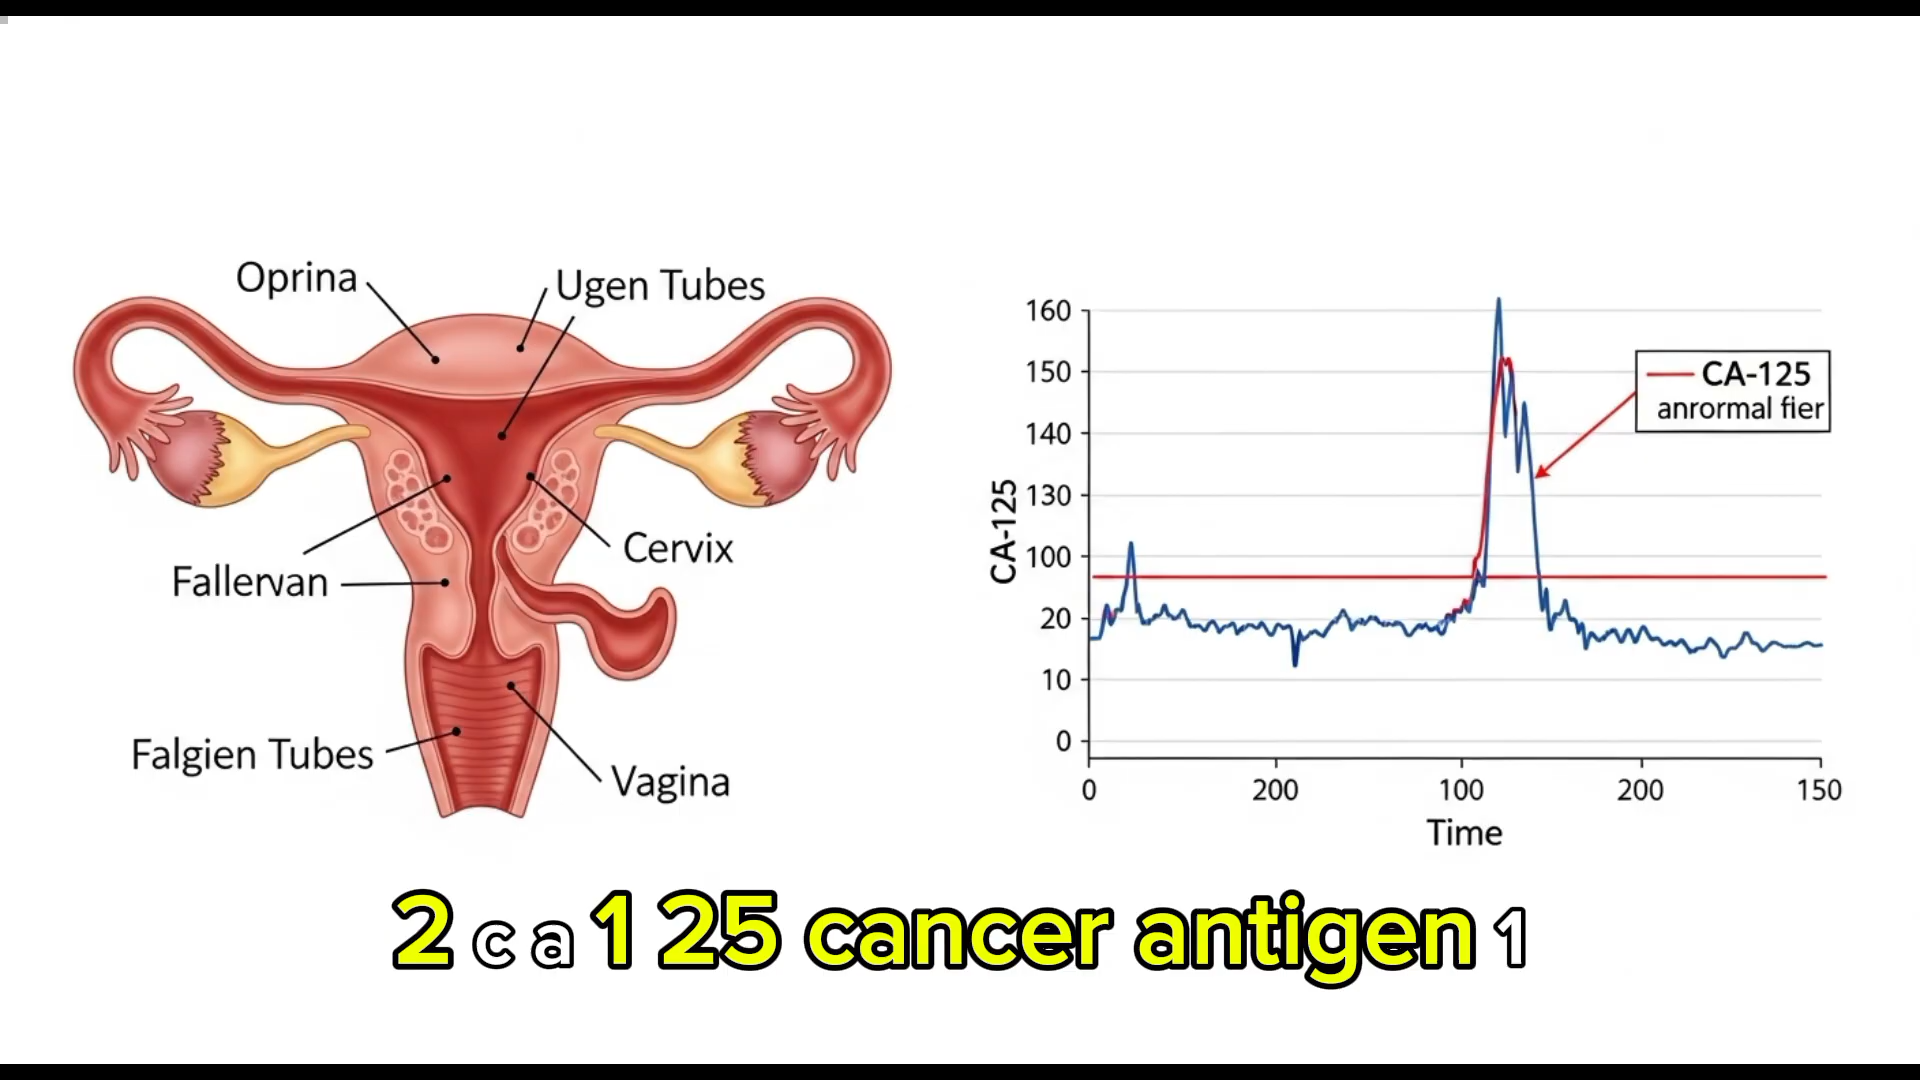 Oprina
Ugen Tubes
Fallervan
Cervix
Falgien Tubes
Vagina
160
150
140
130
100
20
10
0
CA-125
0
200
100
200
150
Time
CA-125
anrormal fier
2 c a 1 25 cancer antigen 1